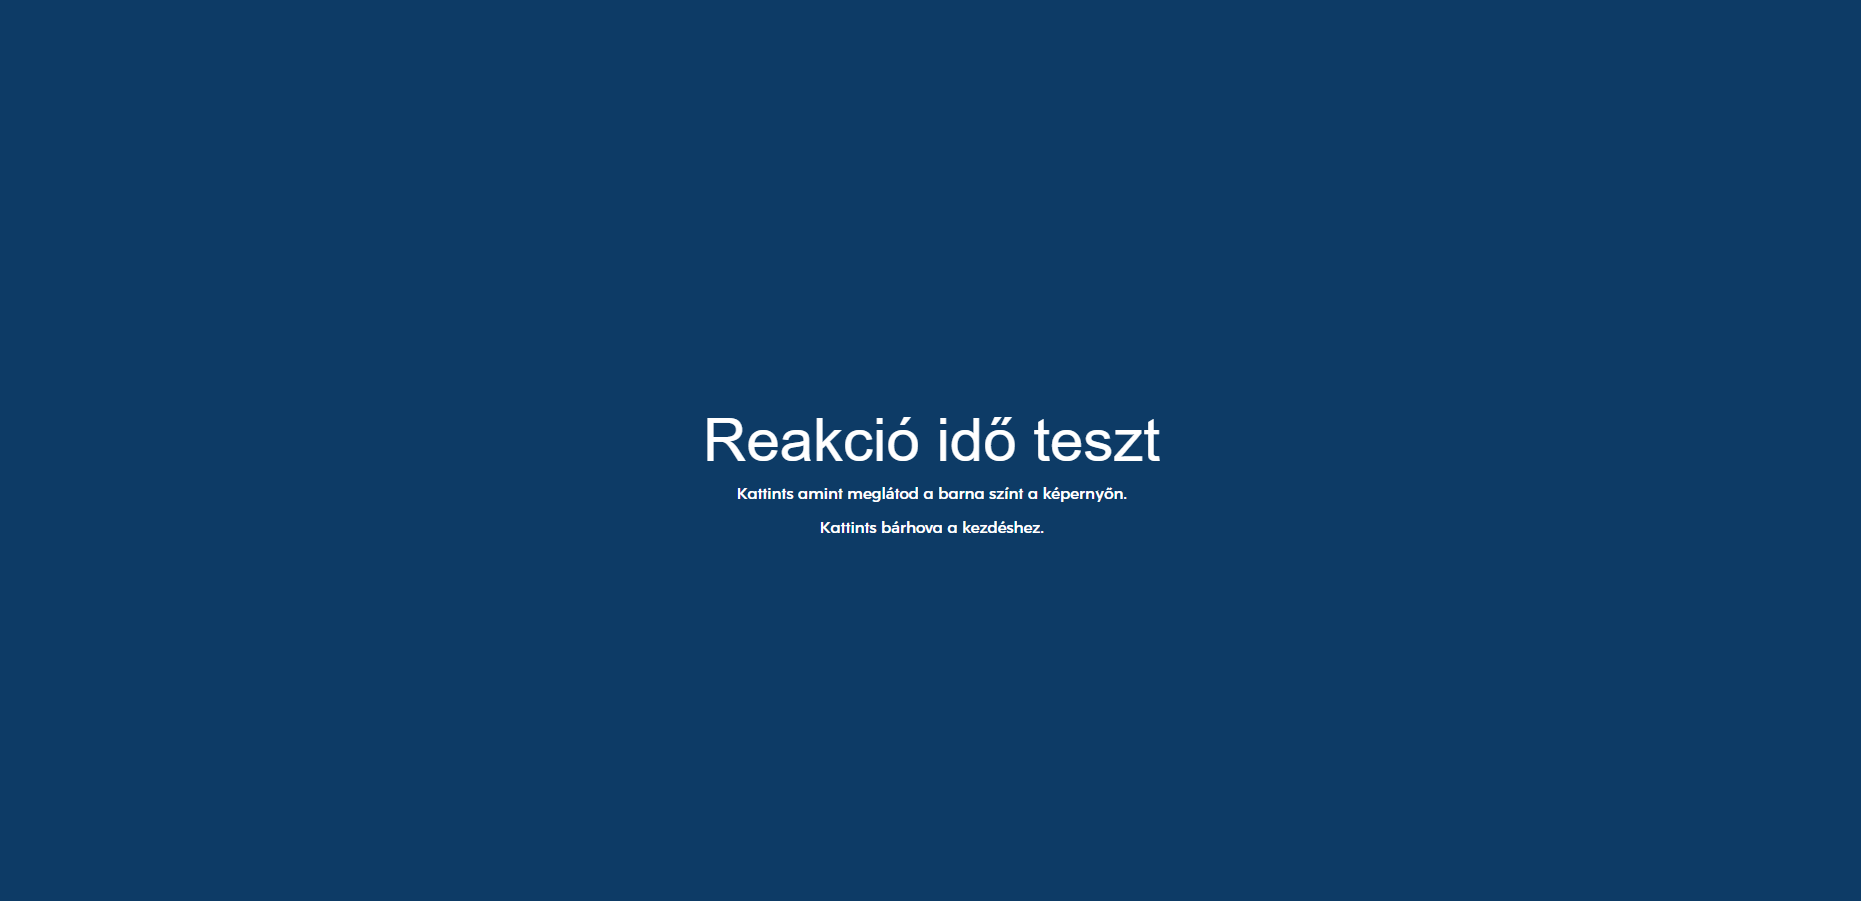 Reakció idő teszt
Kattints amint meglátod a barna színt a képernyőn.
Kattints bárhova a kezdéshez.